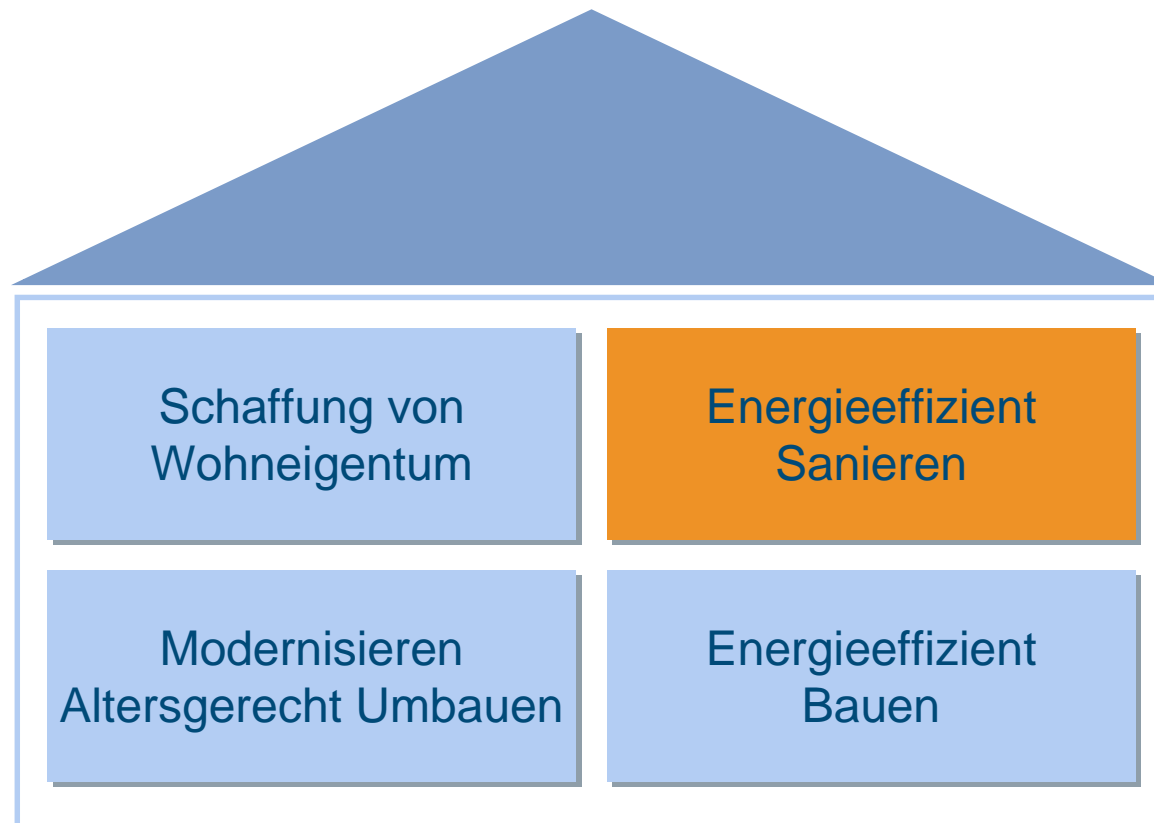 Schaffung von
Wohneigentum
Energieeffizient
Sanieren
Modernisieren
Altersgerecht Umbauen
Energieeffizient
Bauen